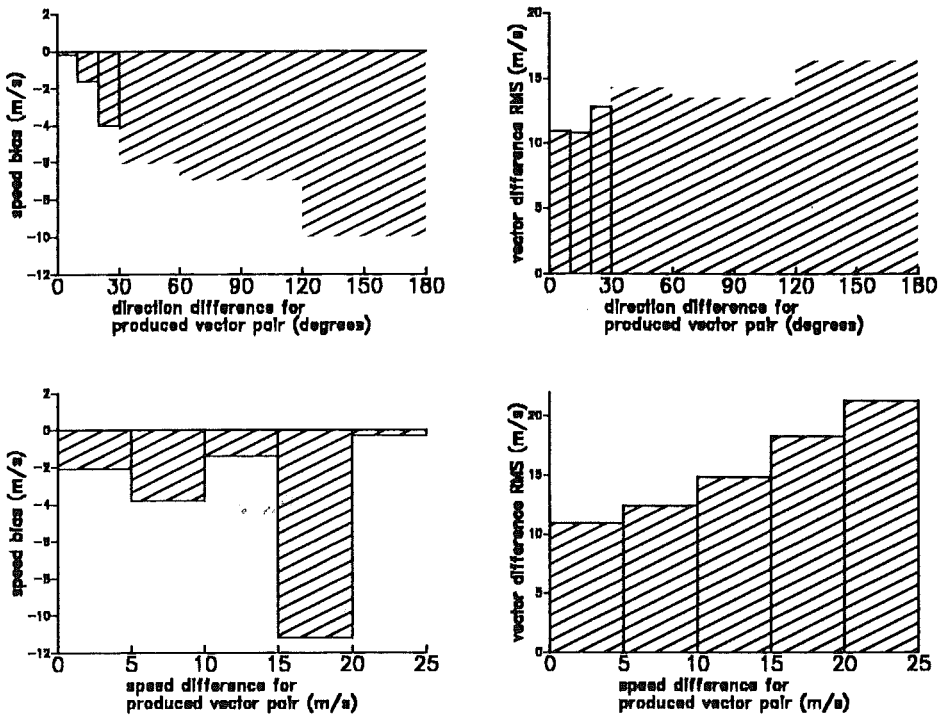 speed bias (m/s)
2
0
-2
-4
-6
-8
-10
-12
0 10 20 30 60 90 120 150 180
direction difference for
produced vector pair (degrees)
vector difference RMS (m/s)
20
15
10
5
0
0 10 20 30 60 90 120 150 180
direction difference for
produced vector pair (degrees)
speed bias (m/s)
2
0
-2
-4
-6
-8
-10
-12
0 5 10 15 20 25
speed difference for
produced vector pair (m/s)
vector difference RMS (m/s)
20
15
10
5
0
0 5 10 15 20 25
speed difference for
produced vector pair (m/s)